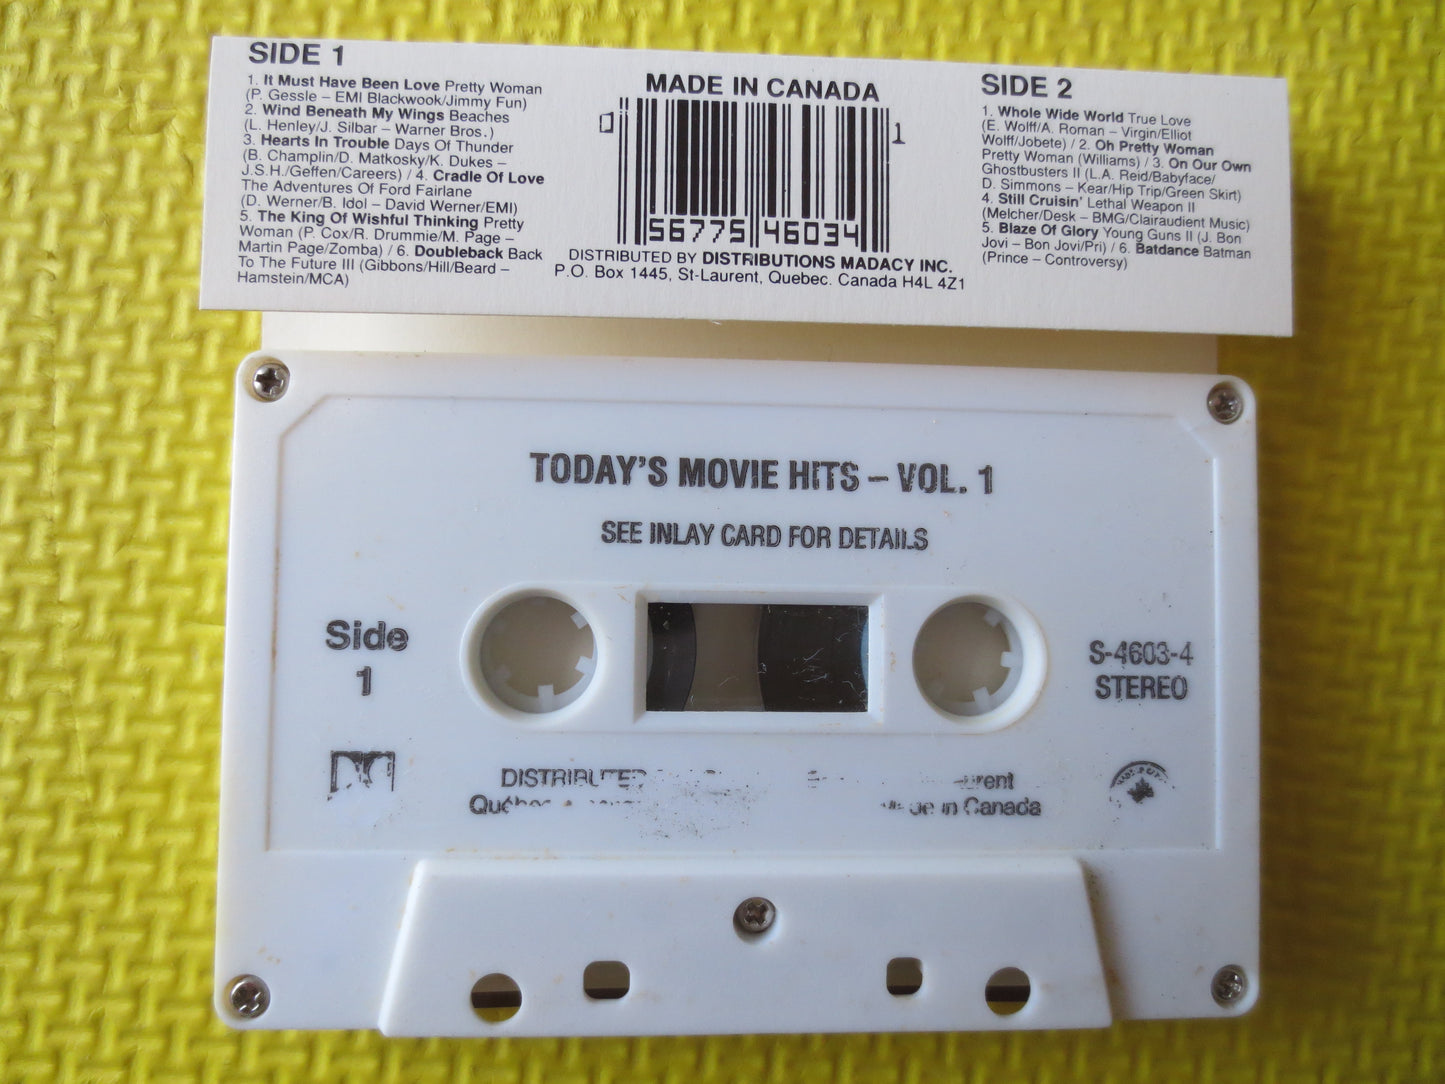 SIDE 1
1. It Must Have Been Love Pretty Woman
(P. Gessle – EMI Blackwook/Jimmy Fun)
2. Wind Beneath My Wings Beaches
(L. Henley/J. Silbar – Warner Bros.)
3. Hearts In Trouble Days Of Thunder
(B. Champlin/D. Matkosky/K. Dukes –
J.S.H./Geffen/Careers) / 4. Cradle Of Love
The Adventures Of Ford Fairlane
(D. Werner/B. Idol – David Werner/EMI)
5. The King Of Wishful Thinking Pretty
Woman (P. Cox/R. Drummie/M. Page –
Martin Page/Zomba) / 6. Doubleback Back
To The Future III (Gibbons/Hill/Beard –
Hamstein/MCA)
MADE IN CANADA
0 56775 46034 1
DISTRIBUTED BY DISTRIBUTIONS MADACY INC.
P.O. Box 1445, St-Laurent, Quebec. Canada H4L 4Z1
SIDE 2
1. Whole Wide World True Love
(E. Wolff/A. Roman – Virgin/Elliot
Wolff/Jobete) / 2. Oh Pretty Woman
Pretty Woman (Williams) / 3. On Our Own
Ghostbusters II (L.A. Reid/Babyface/
D. Simmons – Kear/Hip Trip/Green Skirt)
4. Still Cruisin' Lethal Weapon II
(Melcher/Desk – BMG/Clairaudient Music)
5. Blaze Of Glory Young Guns II (J. Bon
Jovi – Bon Jovi/Pri) / 6. Batdance Batman
(Prince – Controversy)
TODAY'S MOVIE HITS – VOL. 1
SEE INLAY CARD FOR DETAILS
Side
1
S-4603-4
STEREO
DISTRIBUTED
in Canada